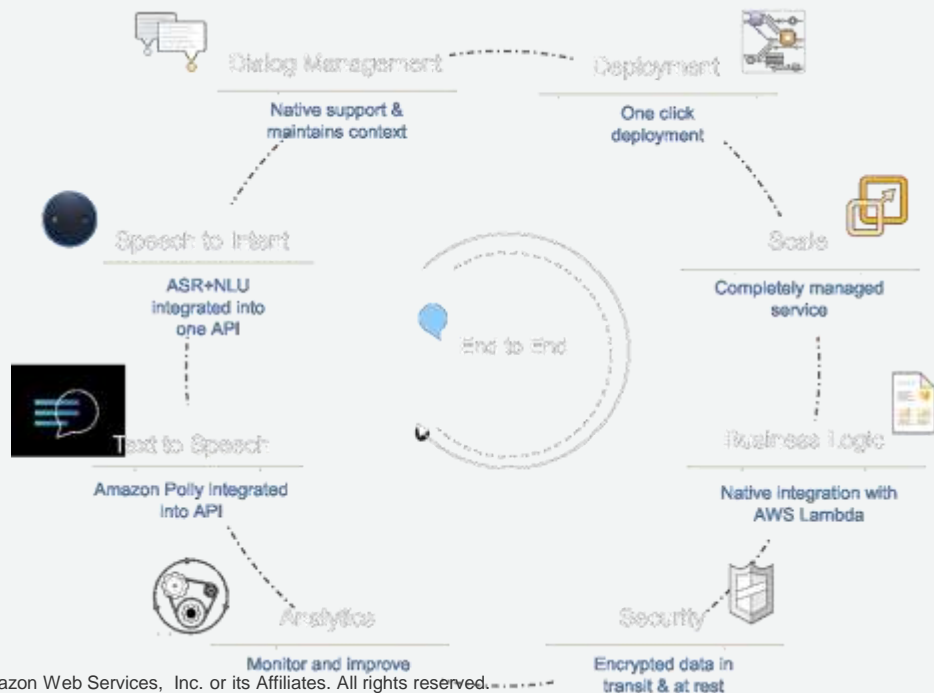 Dialog Management
Native support &
maintains context
Deployment
One click
deployment
Speech to Intent
ASR+NLU
integrated into
one API
Scale
Completely managed
service
End to End
Text to Speech
Amazon Polly integrated
into API
Business Logic
Native integration with
AWS Lambda
Analytics
Monitor and improve
Security
Encrypted data in
transit & at rest
azon Web Services, Inc. or its Affiliates. All rights reserved.